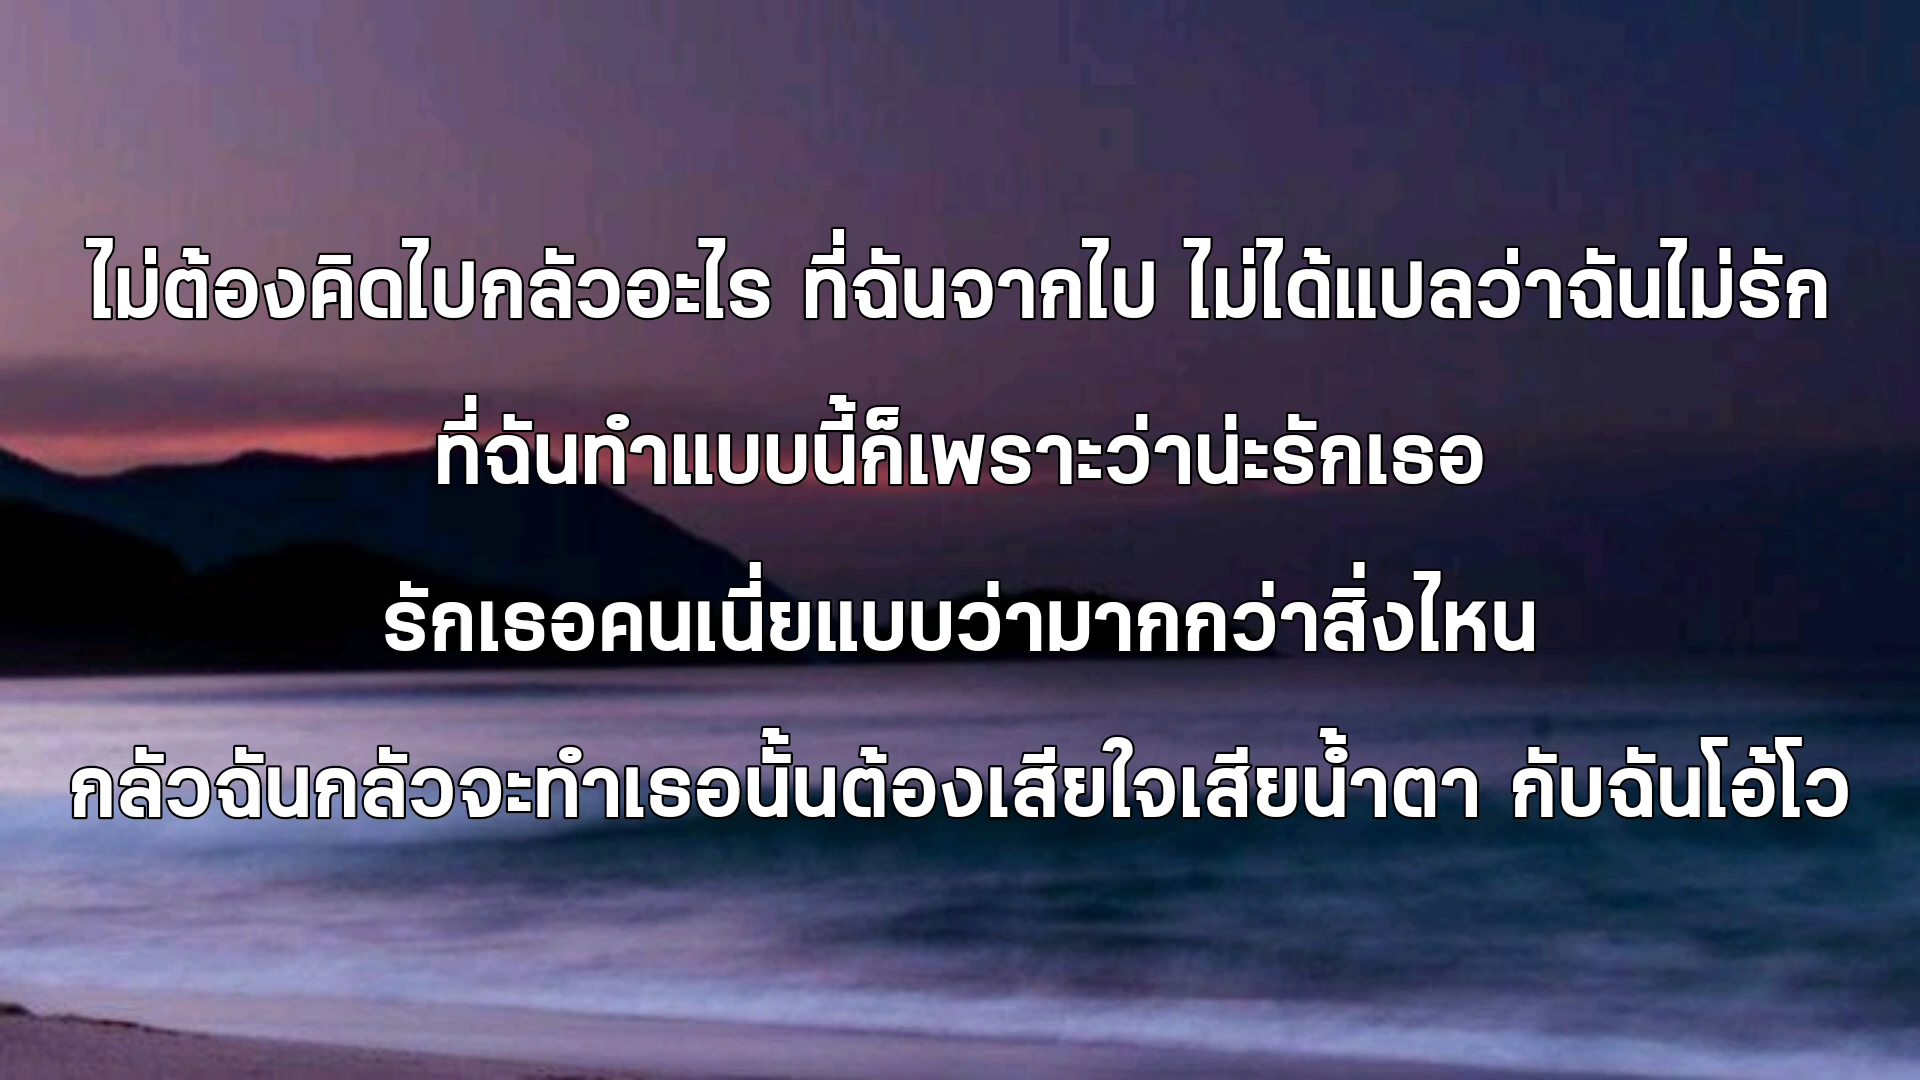 ไม่ต้องคิดไปกลัวอะไร ที่ฉันจากไป ไม่ได้แปลว่าฉันไม่รัก
ที่ฉันทำแบบนี้ก็เพราะว่าน่ะรักเธอ
รักเธอคนเนี่ยแบบว่ามากกว่าสิ่งไหน
กลัวฉันกลัวจะทำเธอนั้นต้องเสียใจเสียน้ำตา กับฉันโอ้โว